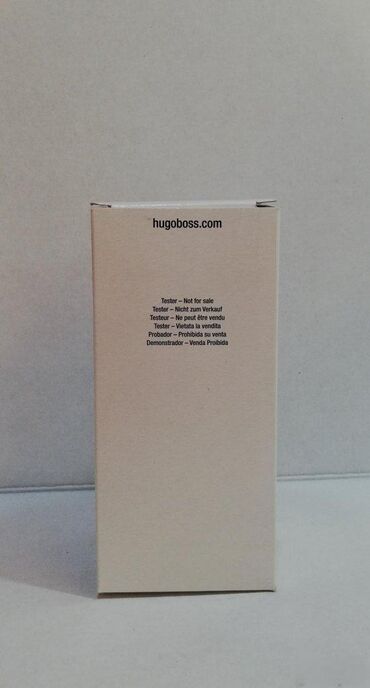 hugoboss.com
Tester – Not for sale
Tester – Nicht zum Verkauf
Testeur – Ne peut être vendu
Tester – Vietata la vendita
Probador – Prohibida su venta
Demonstrador – Venda Proibida